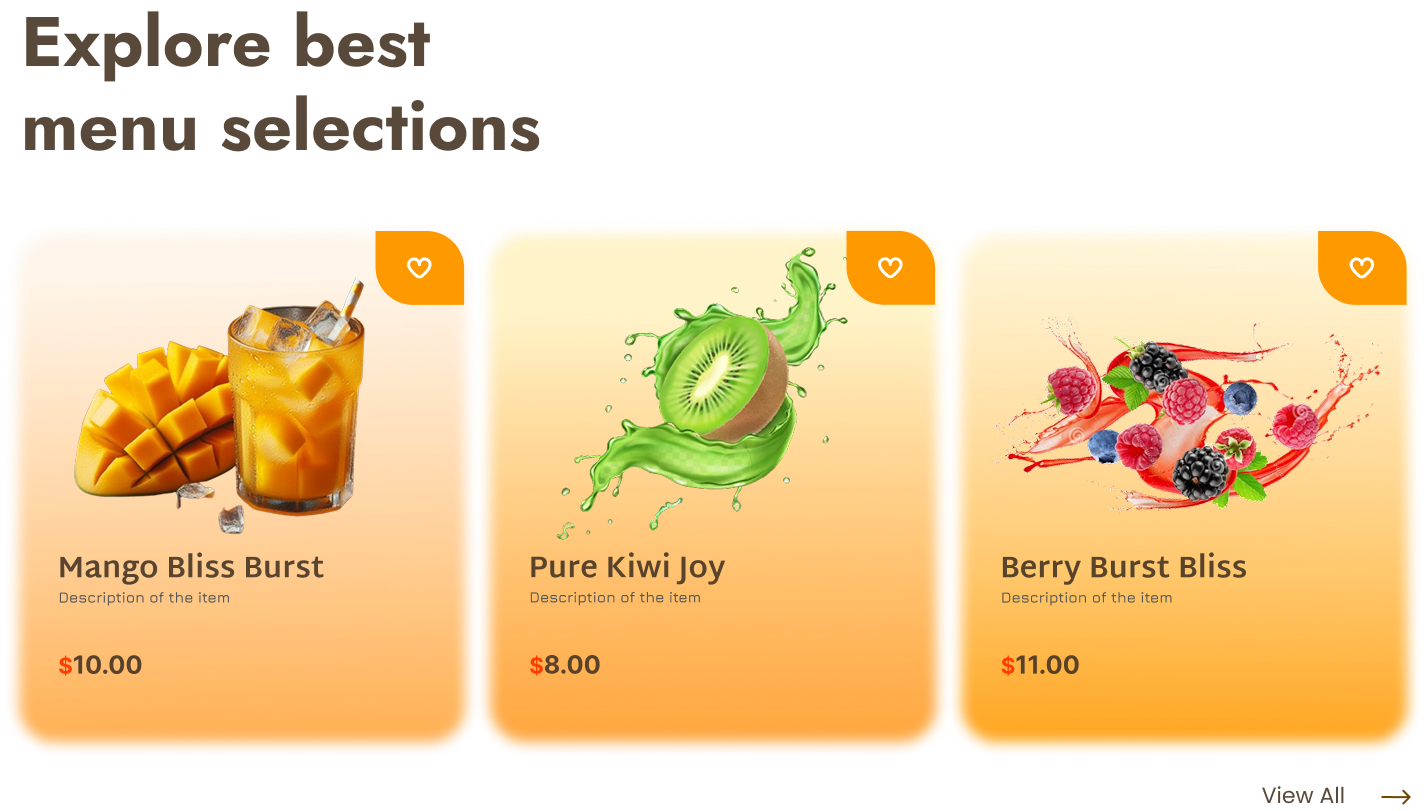 Explore best
menu selections
Mango Bliss Burst
Description of the item
$10.00
Pure Kiwi Joy
Description of the item
$8.00
Berry Burst Bliss
Description of the item
$11.00
View All